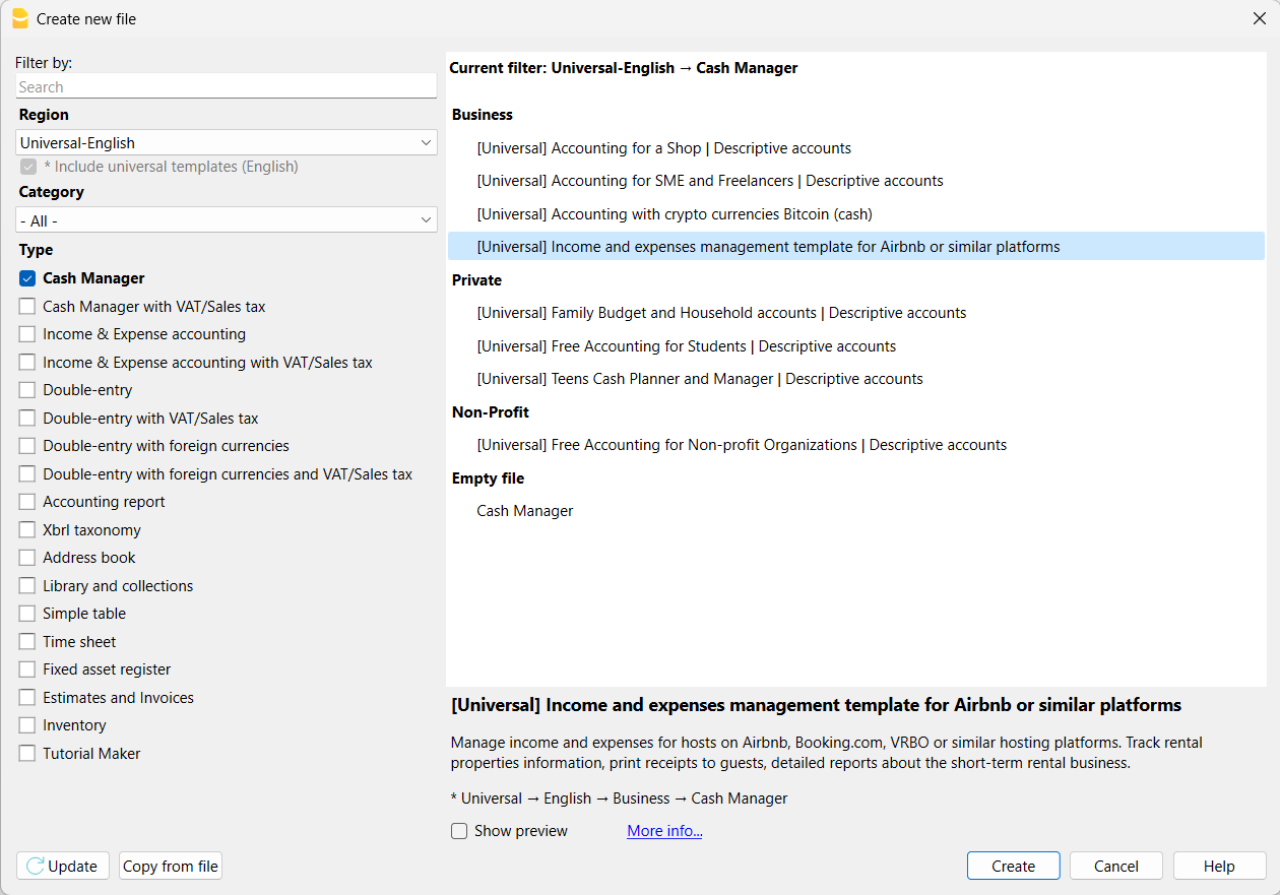 Create new file
Filter by:
Search
Region
Universal-English
* Include universal templates (English)
Category
- All -
Type
Cash Manager
Cash Manager with VAT/Sales tax
Income & Expense accounting
Income & Expense accounting with VAT/Sales tax
Double-entry
Double-entry with VAT/Sales tax
Double-entry with foreign currencies
Double-entry with foreign currencies and VAT/Sales tax
Accounting report
Xbrl taxonomy
Address book
Library and collections
Simple table
Time sheet
Fixed asset register
Estimates and Invoices
Inventory
Tutorial Maker
Update
Copy from file
Current filter: Universal-English → Cash Manager
Business
[Universal] Accounting for a Shop | Descriptive accounts
[Universal] Accounting for SME and Freelancers | Descriptive accounts
[Universal] Accounting with crypto currencies Bitcoin (cash)
[Universal] Income and expenses management template for Airbnb or similar platforms
Private
[Universal] Family Budget and Household accounts | Descriptive accounts
[Universal] Free Accounting for Students | Descriptive accounts
[Universal] Teens Cash Planner and Manager | Descriptive accounts
Non-Profit
[Universal] Free Accounting for Non-profit Organizations | Descriptive accounts
Empty file
Cash Manager
[Universal] Income and expenses management template for Airbnb or similar platforms
Manage income and expenses for hosts on Airbnb, Booking.com, VRBO or similar hosting platforms. Track rental
properties information, print receipts to guests, detailed reports about the short-term rental business.
* Universal → English → Business → Cash Manager
Show preview
More info...
Create
Cancel
Help